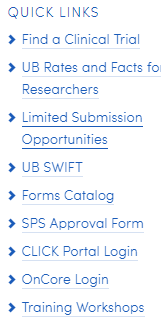 QUICK LINKS
Find a Clinical Trial
UB Rates and Facts for
Researchers
Limited Submission
Opportunities
UB SWIFT
Forms Catalog
SPS Approval Form
CLICK Portal Login
OnCore Login
Training Workshops